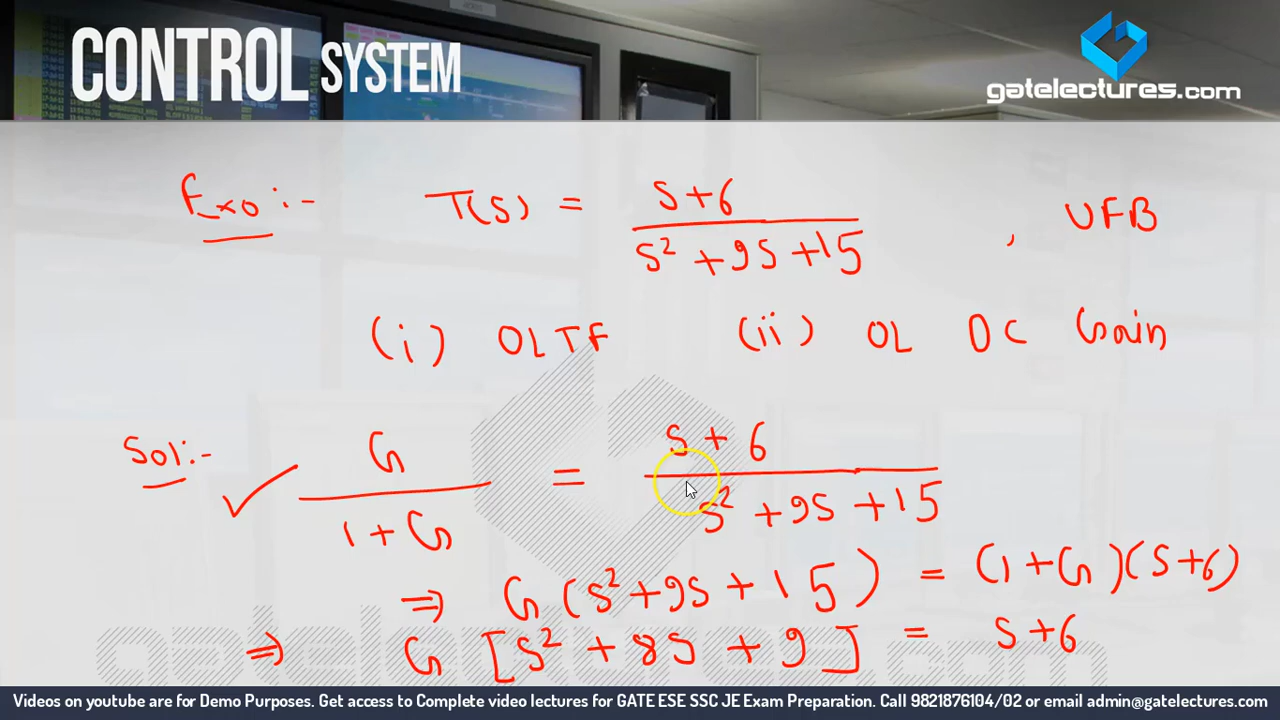 CONTROL SYSTEM
gatelectures.com
Exo:- T(s) = s+6 / s²+9s+15 , UFB
(i) OLTF (ii) OL DC Gain
Sol:- ✓ G / 1+G = s+6 / s²+9s+15
⇒ G(s²+9s+15) = (1+G)(s+6)
⇒ G[s²+8s+9] = s+6
gatelectures.com
Videos on youtube are for Demo Purposes. Get access to Complete video lectures for GATE ESE SSC JE Exam Preparation. Call 9821876104/02 or email admin@gatelectures.com